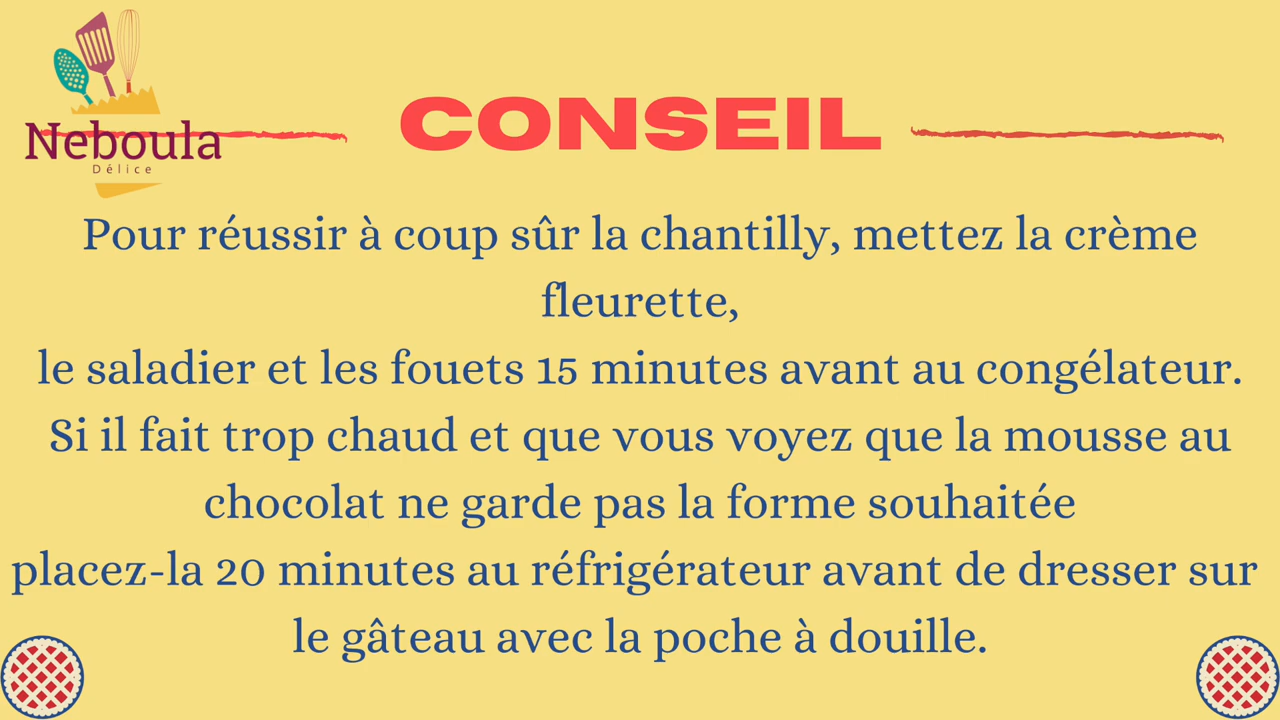 CONSEIL
Neboula
Délice
Pour réussir à coup sûr la chantilly, mettez la crème
fleurette,
le saladier et les fouets 15 minutes avant au congélateur.
Si il fait trop chaud et que vous voyez que la mousse au
chocolat ne garde pas la forme souhaitée
placez-la 20 minutes au réfrigérateur avant de dresser sur
le gâteau avec la poche à douille.